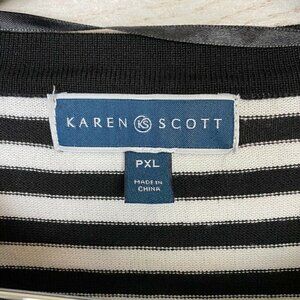 KAREN KS SCOTT
PXL
MADE IN
CHINA